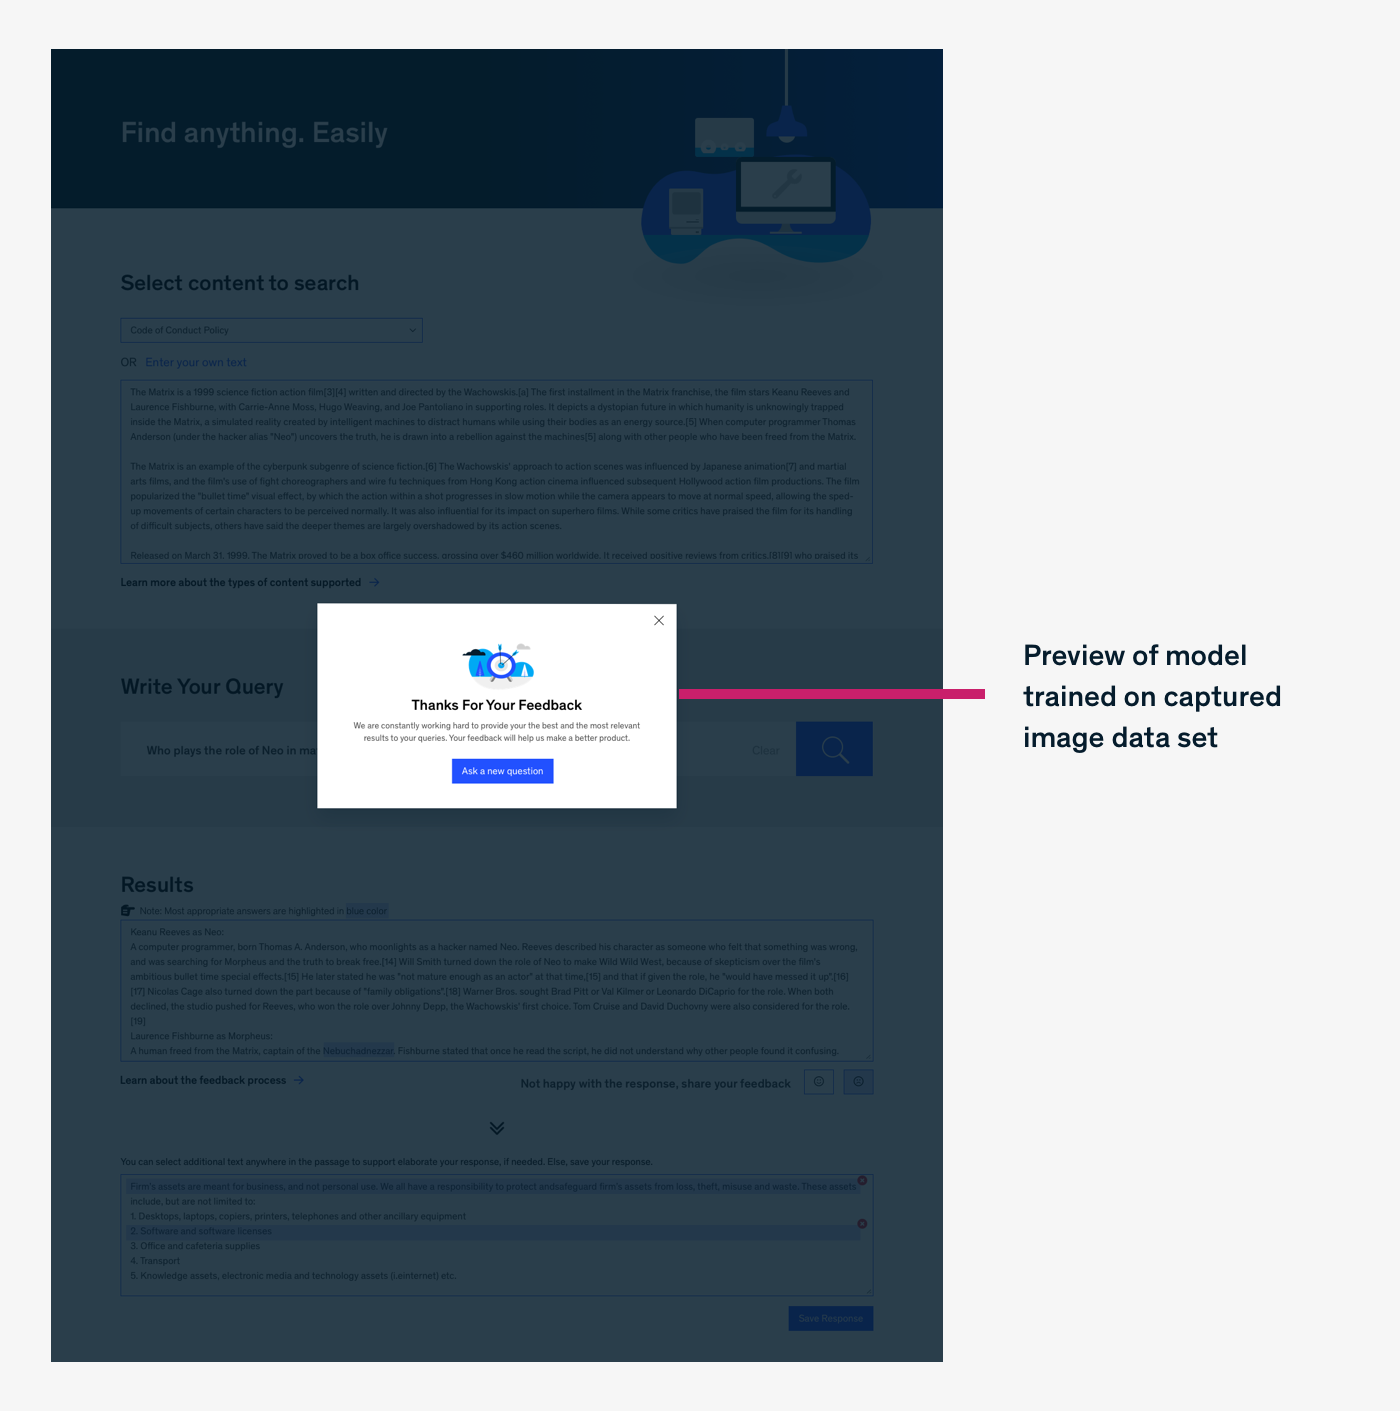 Find anything. Easily
Select content to search
Code of Conduct Policy
OR Enter your own text
The Matrix is a 1999 science fiction action film[3][4] written and directed by the Wachowskis.[a] The first installment in the Matrix franchise, the film stars Keanu Reeves and
Laurence Fishburne, with Carrie-Anne Moss, Hugo Weaving, and Joe Pantoliano in supporting roles. It depicts a dystopian future in which humanity is unknowingly trapped
inside the Matrix, a simulated reality created by intelligent machines to distract humans while using their bodies as an energy source.[5] When computer programmer Thomas
Anderson (under the hacker alias "Neo") uncovers the truth, he is drawn into a rebellion against the machines[5] along with other people who have been freed from the Matrix.
The Matrix is an example of the cyberpunk subgenre of science fiction.[6] The Wachowskis' approach to action scenes was influenced by Japanese animation[7] and martial
arts films, and the film's use of fight choreographers and wire fu techniques from Hong Kong action cinema influenced subsequent Hollywood action film productions. The film
popularized the "bullet time" visual effect, by which the action within a shot progresses in slow motion while the camera appears to move at normal speed, allowing the sped-
up movements of certain characters to be perceived normally. It was also influential for its impact on superhero films. While some critics have praised the film for its handling
of difficult subjects, others have said the deeper themes are largely overshadowed by its action scenes.
Released on March 31, 1999, The Matrix proved to be a box office success, grossing over $460 million worldwide. It received positive reviews from critics,[8][9] who praised its
Learn more about the types of content supported
Write Your Query
Who plays the role of Neo in ma
Clear
Thanks For Your Feedback
We are constantly working hard to provide your the best and the most relevant
results to your queries. Your feedback will help us make a better product.
Ask a new question
Preview of model
trained on captured
image data set
Results
Note: Most appropriate answers are highlighted in blue color
Keanu Reeves as Neo:
A computer programmer, born Thomas A. Anderson, who moonlights as a hacker named Neo. Reeves described his character as someone who felt that something was wrong,
and was searching for Morpheus and the truth to break free.[14] Will Smith turned down the role of Neo to make Wild Wild West, because of skepticism over the film's
ambitious bullet time special effects.[15] He later stated he was "not mature enough as an actor" at that time,[15] and that if given the role, he "would have messed it up".[16]
[17] Nicolas Cage also turned down the part because of "family obligations".[18] Warner Bros. sought Brad Pitt or Val Kilmer or Leonardo DiCaprio for the role. When both
declined, the studio pushed for Reeves, who won the role over Johnny Depp, the Wachowskis' first choice. Tom Cruise and David Duchovny were also considered for the role.
[19]
Laurence Fishburne as Morpheus:
A human freed from the Matrix, captain of the Nebuchadnezzar. Fishburne stated that once he read the script, he did not understand why other people found it confusing.
Learn about the feedback process
Not happy with the response, share your feedback
You can select additional text anywhere in the passage to support elaborate your response, if needed. Else, save your response.
Firm's assets are meant for business, and not personal use. We all have a responsibility to protect andsafeguard firm's assets from loss, theft, misuse and waste. These assets
include, but are not limited to:
1. Desktops, laptops, copiers, printers, telephones and other ancillary equipment
2. Software and software licenses
3. Office and cafeteria supplies
4. Transport
5. Knowledge assets, electronic media and technology assets (i.einternet) etc.
Save Response